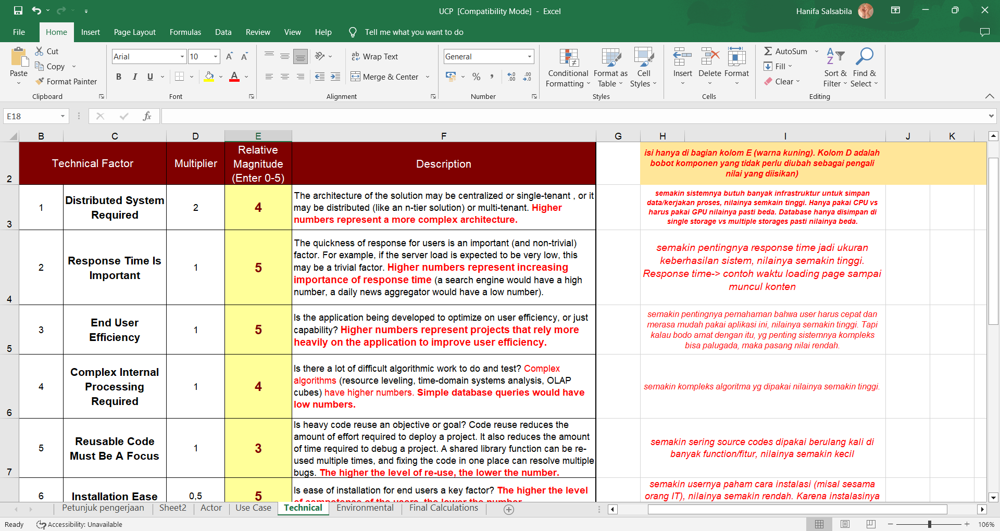 UCP  [Compatibility Mode]  -  Excel
Hanifa Salsabila
File
Home
Insert
Page Layout
Formulas
Data
Review
View
Help
Tell me what you want to do
Paste
Cut
Copy
Format Painter
Clipboard
Arial
10
B I U
Font
Wrap Text
Merge & Center
Alignment
General
%
Number
Conditional
Formatting
Format as
Table
Cell
Styles
Styles
Insert
Delete
Format
Cells
AutoSum
Fill
Clear
Sort &
Filter
Find &
Select
Editing
E18
fx
B
C
D
E
F
G
H
I
J
K
2
Technical Factor
Multiplier
Relative
Magnitude
(Enter 0-5)
Description
isi hanya di bagian kolom E (warna kuning). Kolom D adalah
bobot komponen yang tidak perlu diubah sebagai pengali
nilai yang diisikan)
3
1
Distributed System
Required
2
4
The architecture of the solution may be centralized or single-tenant , or it
may be distributed (like an n-tier solution) or multi-tenant. Higher
numbers represent a more complex architecture.
semakin sistemnya butuh banyak infrastruktur untuk simpan
data/kerjakan proses, nilainya semkain tinggi. Hanya pakai CPU vs
harus pakai GPU nilainya pasti beda. Database hanya disimpan di
single storage vs multiple storages pasti nilainya beda.
4
2
Response Time Is
Important
1
5
The quickness of response for users is an important (and non-trivial)
factor. For example, if the server load is expected to be very low, this
may be a trivial factor. Higher numbers represent increasing
importance of response time (a search engine would have a high
number, a daily news aggregator would have a low number).
semakin pentingnya response time jadi ukuran
keberhasilan sistem, nilainya semakin tinggi.
Response time-> contoh waktu loading page sampai
muncul konten
5
3
End User
Efficiency
1
5
Is the application being developed to optimize on user efficiency, or just
capability? Higher numbers represent projects that rely more
heavily on the application to improve user efficiency.
semakin pentingnya pemahaman bahwa user harus cepat dan
merasa mudah pakai aplikasi ini, nilainya semakin tinggi. Tapi
kalau bodo amat dengan itu, yg penting sistemnya kompleks
bisa palugada, maka pasang nilai rendah.
6
4
Complex Internal
Processing
Required
1
4
Is there a lot of difficult algorithmic work to do and test? Complex
algorithms (resource leveling, time-domain systems analysis, OLAP
cubes) have higher numbers. Simple database queries would have
low numbers.
semakin kompleks algoritma yg dipakai nilainya semakin tinggi.
7
5
Reusable Code
Must Be A Focus
1
3
Is heavy code reuse an objective or goal? Code reuse reduces the
amount of effort required to deploy a project. It also reduces the amount
of time required to debug a project. A shared library function can be re-
used multiple times, and fixing the code in one place can resolve multiple
bugs. The higher the level of re-use, the lower the number.
semakin sering source codes dipakai berulang kali di
banyak function/fitur, nilainya semakin kecil
6
Installation Ease
0,5
5
Is ease of installation for end users a key factor? The higher the level
of competence of the users, the lower the number.
semakin usernya paham cara instalasi (misal sesama
orang IT), nilainya semakin rendah. Karena instalasinya
Petunjuk pengerjaan
Sheet2
Actor
Use Case
Technical
Environmental
Final Calculations
Ready
Accessibility: Unavailable
106%